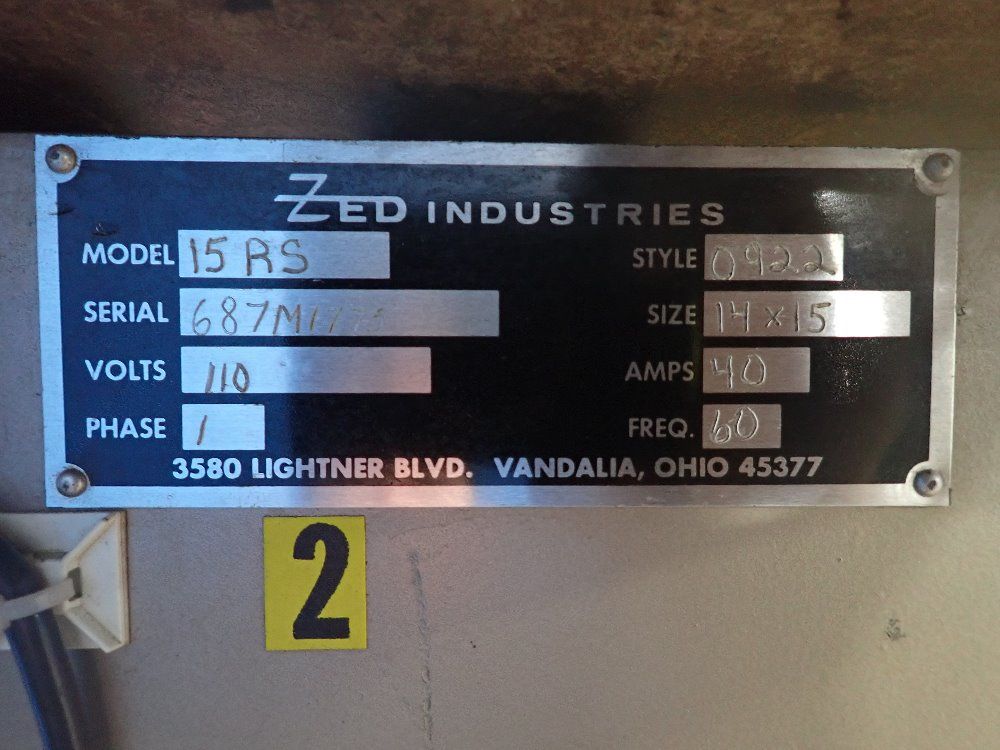 ZED INDUSTRIES
MODEL 15 RS STYLE 0922
SERIAL SIZE 14 x 15
VOLTS 110 AMPS 40
PHASE 1 FREQ. 60
3580 LIGHTNER BLVD. VANDALIA, OHIO 45377
2